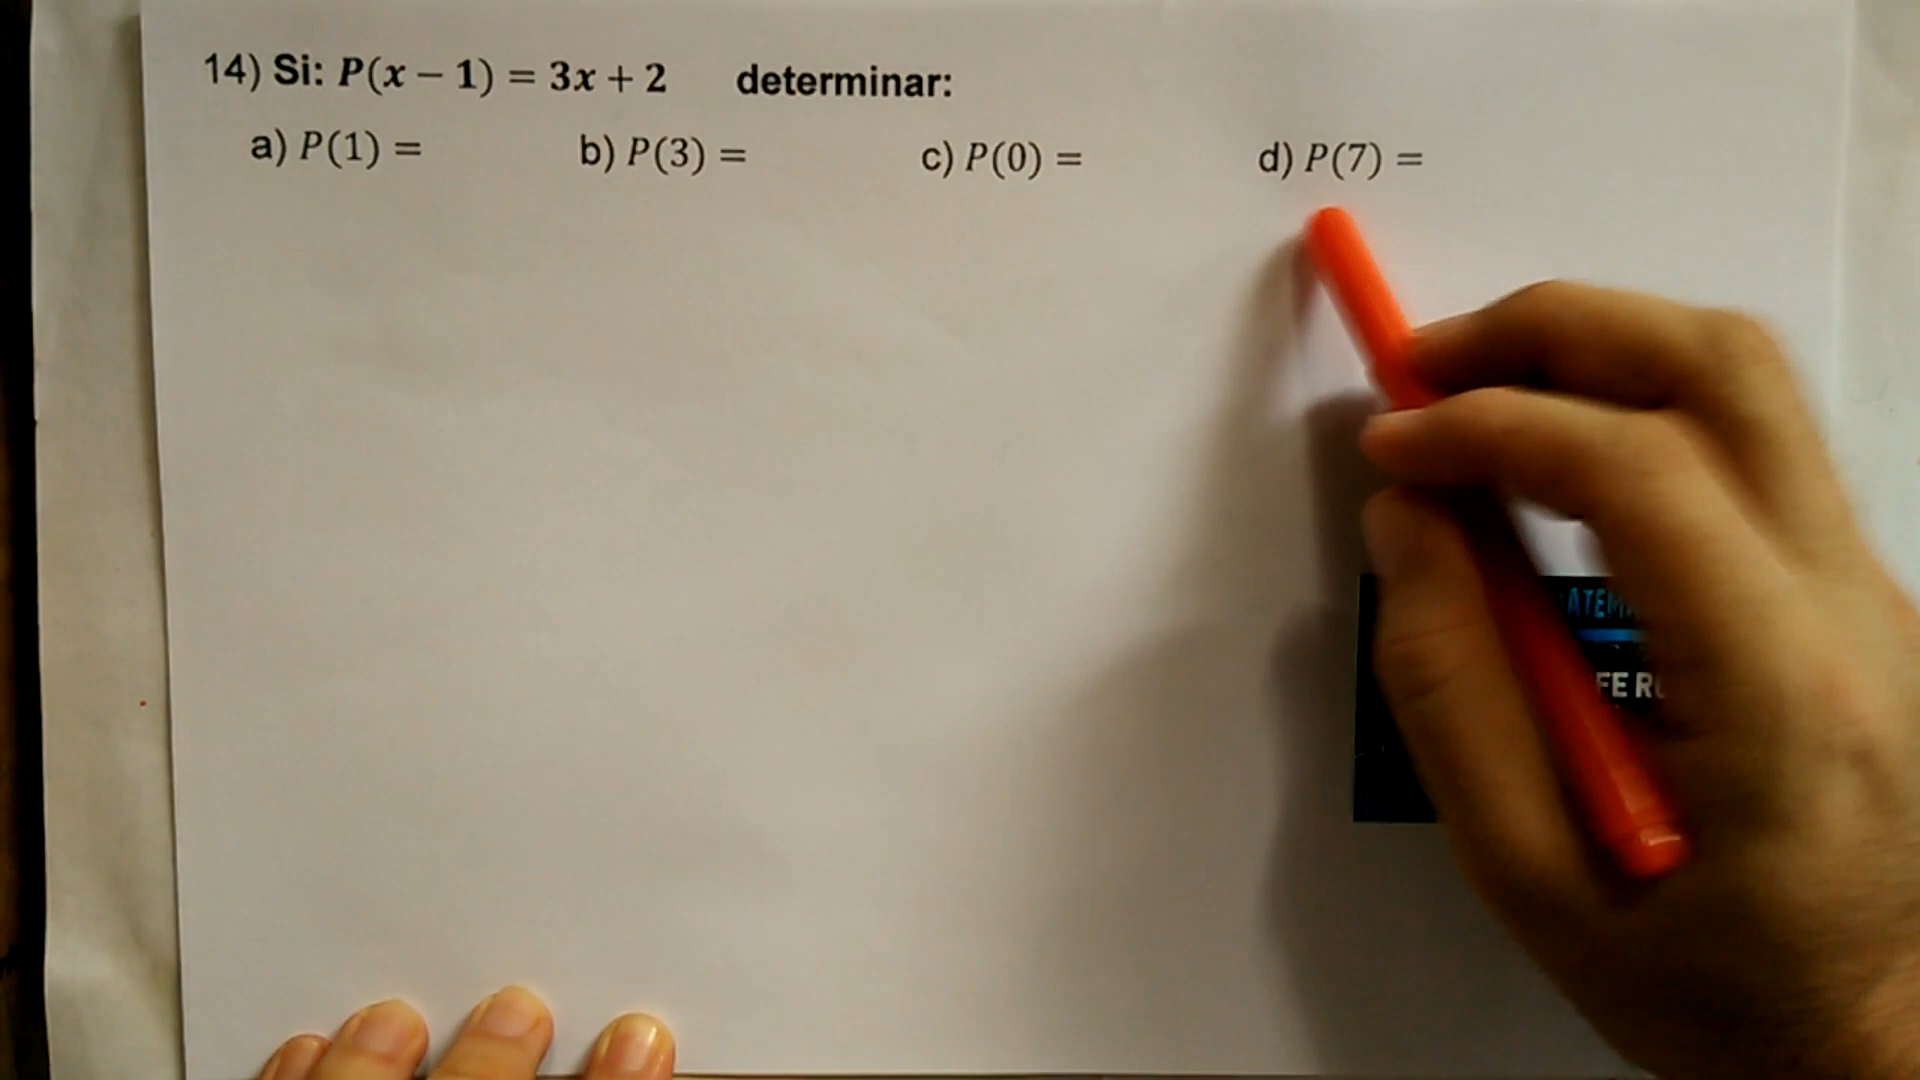 14) Si: P(x − 1) = 3x + 2 determinar:
a) P(1) = b) P(3) = c) P(0) = d) P(7) =